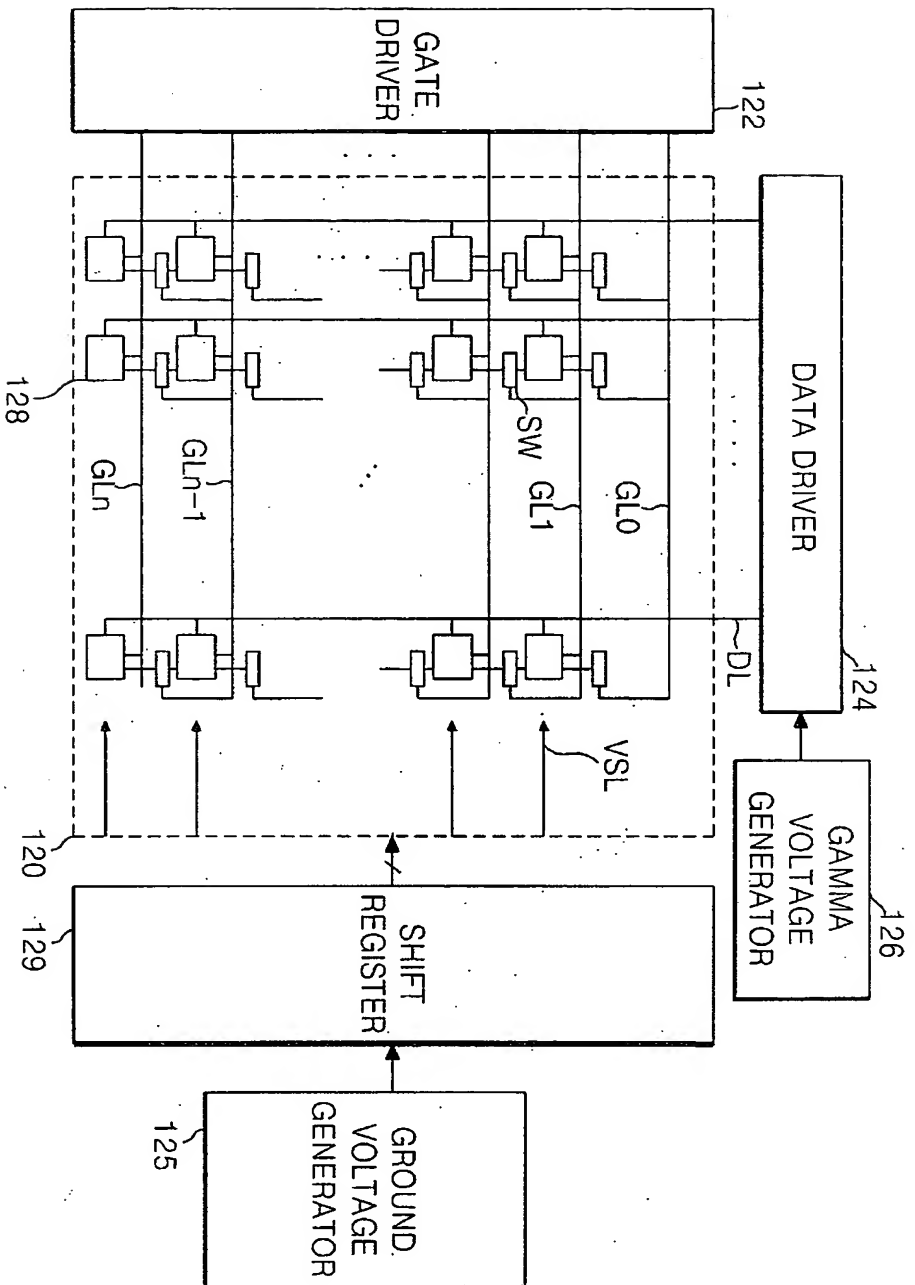 126
GAMMA
VOLTAGE
GENERATOR
124
DATA DRIVER
122
GATE
DRIVER
DL
GL0
GL1
SW
VSL
GLn-1
GLn
128
120
SHIFT
REGISTER
129
GROUND
VOLTAGE
GENERATOR
125